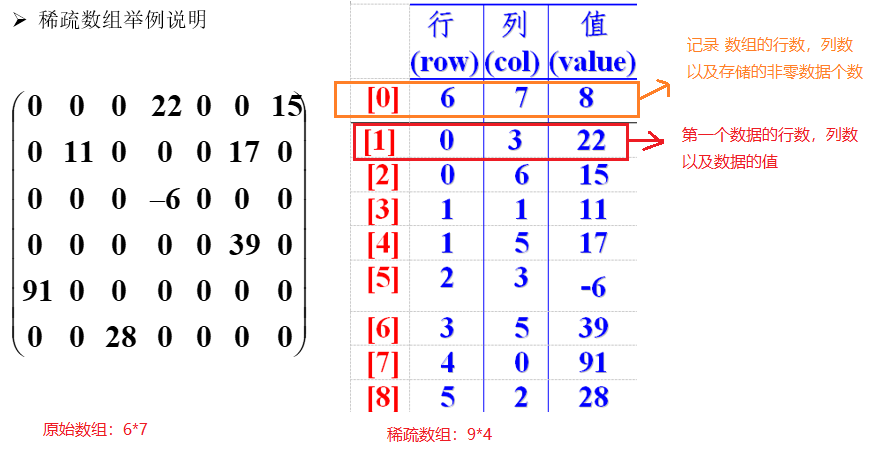 ➢ 稀疏数组举例说明
0 0 0 22 0 0 15
0 11 0 0 0 17 0
0 0 0 –6 0 0 0
0 0 0 0 0 39 0
91 0 0 0 0 0 0
0 0 28 0 0 0 0
原始数组：6*7
行 列 值
(row) (col) (value)
[0] 6 7 8
[1] 0 3 22
[2] 0 6 15
[3] 1 1 11
[4] 1 5 17
[5] 2 3 -6
[6] 3 5 39
[7] 4 0 91
[8] 5 2 28
稀疏数组：9*4
记录 数组的行数，列数
以及存储的非零数据个数
第一个数据的行数，列数
以及数据的值